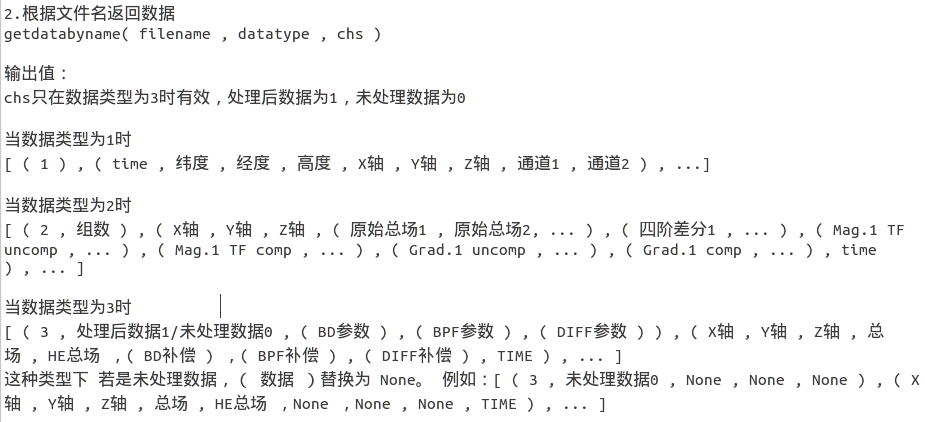 2.根据文件名返回数据
getdatabyname( filename , datatype , chs )
输出值：
chs只在数据类型为3时有效，处理后数据为1，未处理数据为0
当数据类型为1时
[ ( 1 ) , ( time , 纬度 , 经度 , 高度 , X轴 , Y轴 , Z轴 , 通道1 , 通道2 ) , ...]
当数据类型为2时
[ ( 2 , 组数 ) , ( X轴 , Y轴 , Z轴 , ( 原始总场1 , 原始总场2, ... ) , ( 四阶差分1 , ... ) , ( Mag.1 TF
uncomp , ... ) , ( Mag.1 TF comp , ... ) , ( Grad.1 uncomp , ... ) , ( Grad.1 comp , ... ) , time
) , ... ]
当数据类型为3时
[ ( 3 , 处理后数据1/未处理数据0 , ( BD参数 ) , ( BPF参数 ) , ( DIFF参数 ) ) , ( X轴 , Y轴 , Z轴 , 总
场 , HE总场 , ( BD补偿 ) , ( BPF补偿 ) , ( DIFF补偿 ) , TIME ) , ... ]
这种类型下 若是未处理数据，( 数据 ) 替换为 None。 例如：[ ( 3 , 未处理数据0 , None , None , None ) , ( X
轴 , Y轴 , Z轴 , 总场 , HE总场 , None , None , None , TIME ) , ... ]